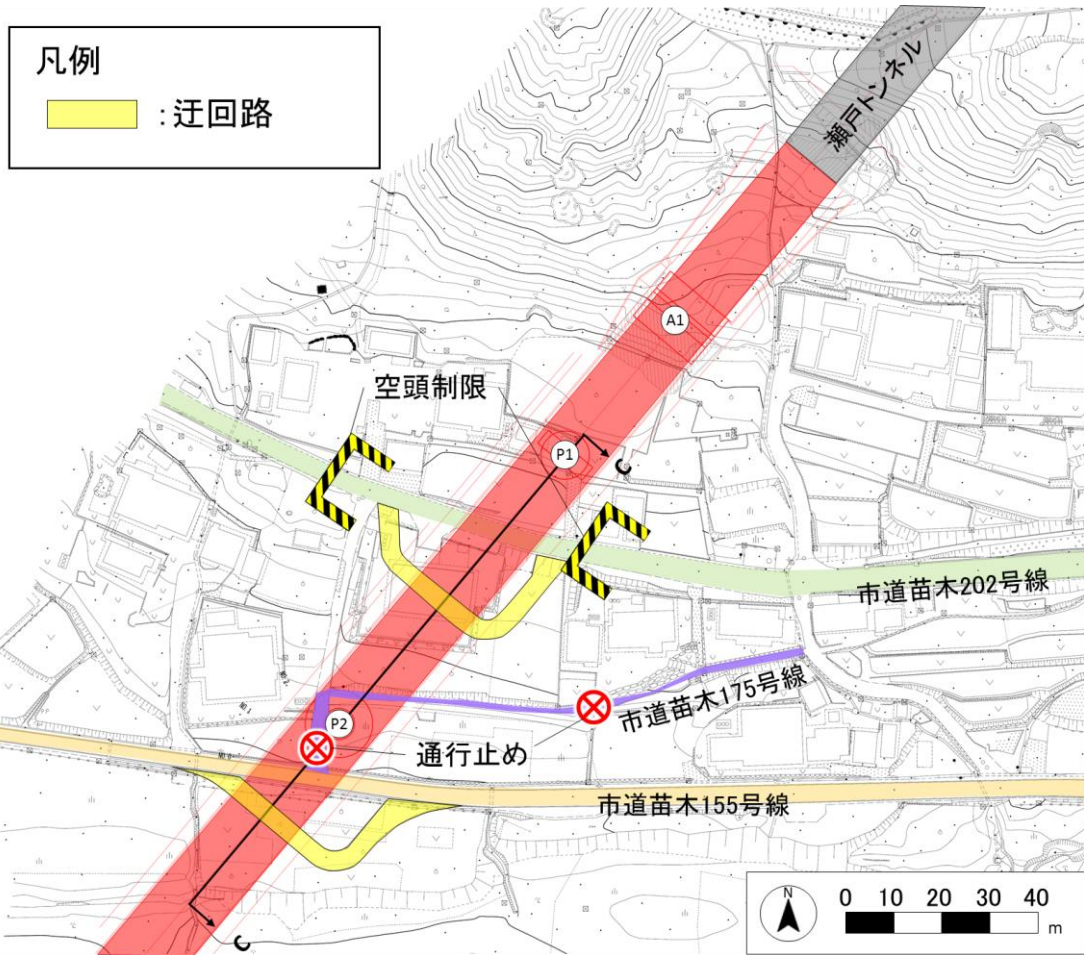 凡例
：迂回路
瀬戸トンネル
A1
空頭制限
P1
C
市道苗木202号線
市道苗木175号線
P2
通行止め
市道苗木155号線
C
N
0 10 20 30 40
m